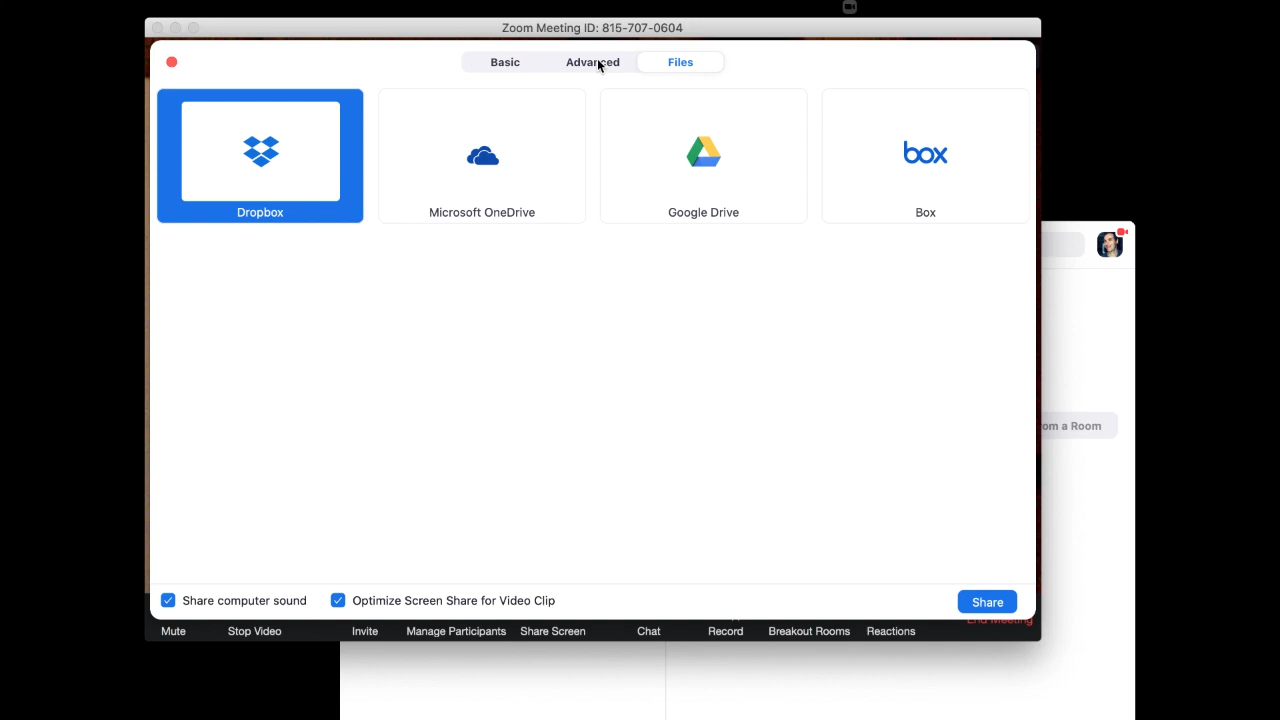 Zoom Meeting ID: 815-707-0604
Basic Advanced Files
box
Dropbox Microsoft OneDrive Google Drive Box
om a Room
Share computer sound Optimize Screen Share for Video Clip Share
End Meeting
Mute Stop Video Invite Manage Participants Share Screen Chat Record Breakout Rooms Reactions